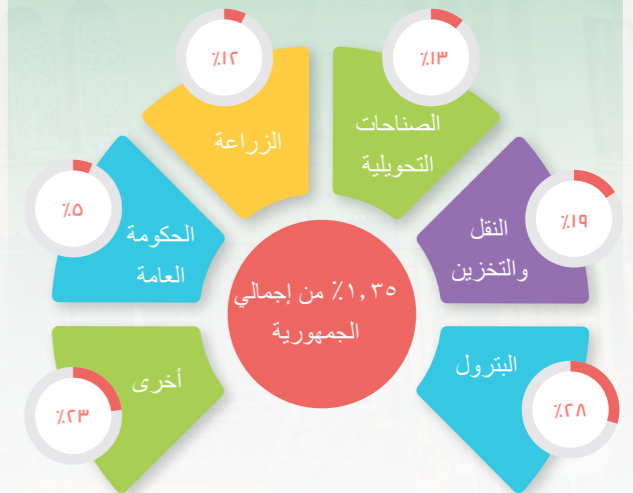 ٪١٣
الصناحات
التحويلية
٪١٢
الزراعة
٪١٩
النقل
والتخزين
٪٥
الحكومة
العامة
٪١,٣٥ من إجمالي
الجمهورية
البترول
٪٢٨
أخرى
٪٢٣